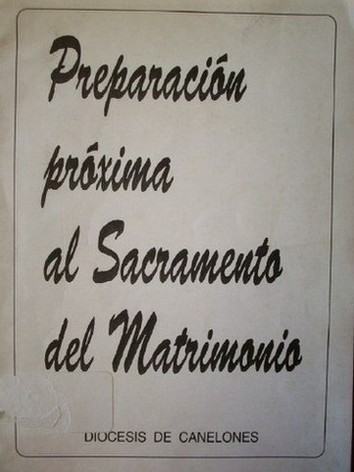 Preparación
próxima
al Sacramento
del Matrimonio
DIOCESIS DE CANELONES